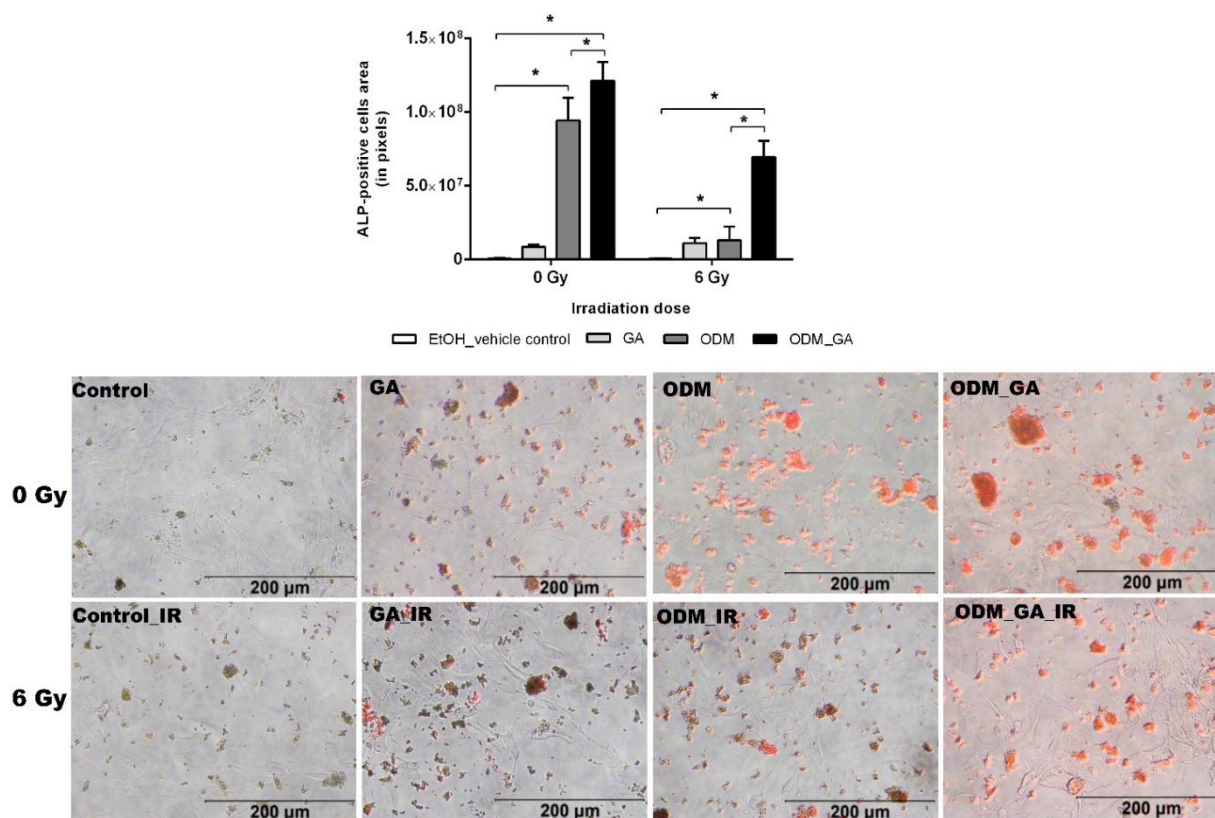 ALP-positive cells area
(in pixels)
1.5×10⁸
1.0×10⁸
5.0×10⁷
0
*
*
*
*
*
*
0 Gy
6 Gy
Irradiation dose
EtOH_vehicle control
GA
ODM
ODM_GA
Control
GA
ODM
ODM_GA
0 Gy
200 µm
200 µm
200 µm
200 µm
Control_IR
GA_IR
ODM_IR
ODM_GA_IR
6 Gy
200 µm
200 µm
200 µm
200 µm